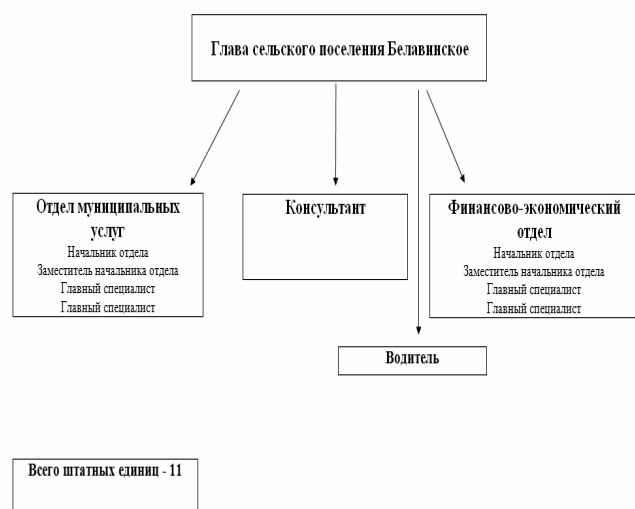 Глава сельского поселения Белавинское
Отдел муниципальных
услуг
Начальник отдела
Заместитель начальника отдела
Главный специалист
Главный специалист
Консультант
Финансово-экономический
отдел
Начальник отдела
Заместитель начальника отдела
Главный специалист
Главный специалист
Водитель
Всего штатных единиц - 11